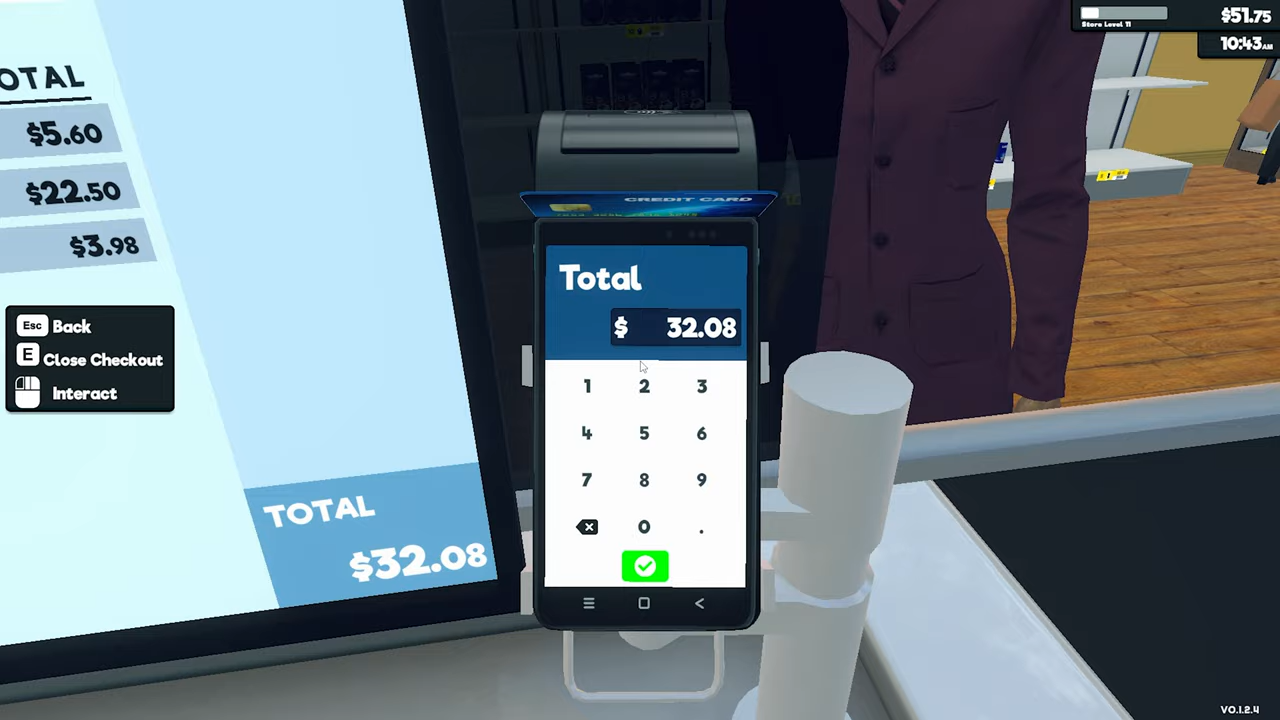 OTAL
$5.60
$22.50
$3.98
Esc Back
E Close Checkout
Interact
TOTAL
$32.08
CREDIT CARD
Total
$ 32.08
1 2 3
4 5 6
7 8 9
0 .
Store Level 11
$51.75
10:43AM
V0.1.2.4